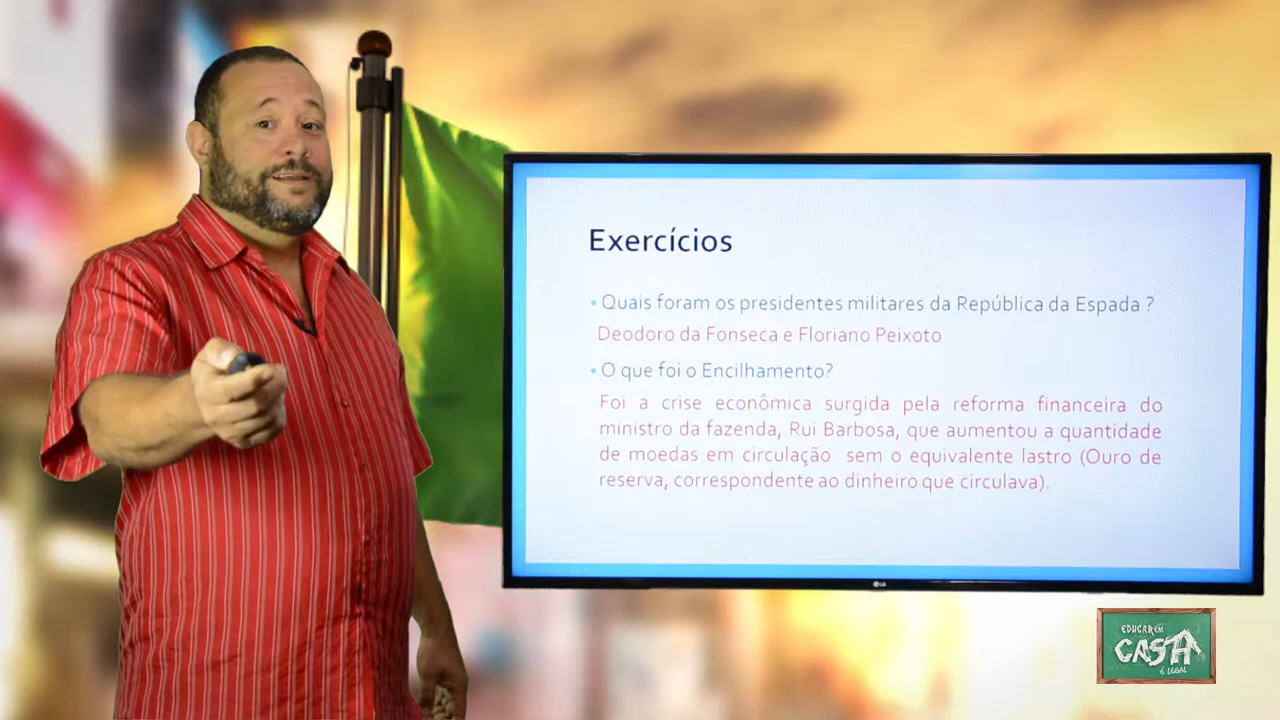 Exercícios
• Quais foram os presidentes militares da República da Espada ?
Deodoro da Fonseca e Floriano Peixoto
• O que foi o Encilhamento?
Foi a crise econômica surgida pela reforma financeira do
ministro da fazenda, Rui Barbosa, que aumentou a quantidade
de moedas em circulação sem o equivalente lastro (Ouro de
reserva, correspondente ao dinheiro que circulava).
LG
EDUCAR EM
CASA
É LEGAL